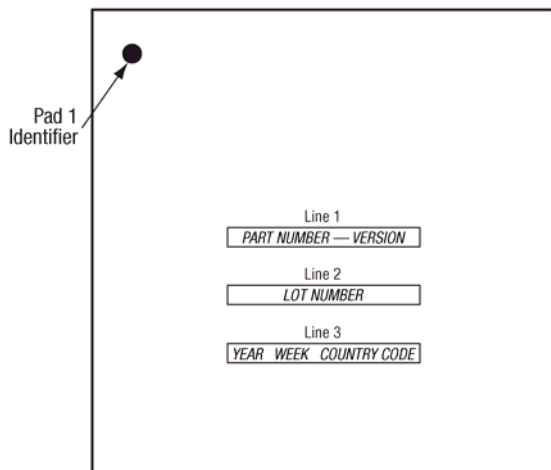 Pad 1
Identifier
Line 1
PART NUMBER — VERSION
Line 2
LOT NUMBER
Line 3
YEAR WEEK COUNTRY CODE